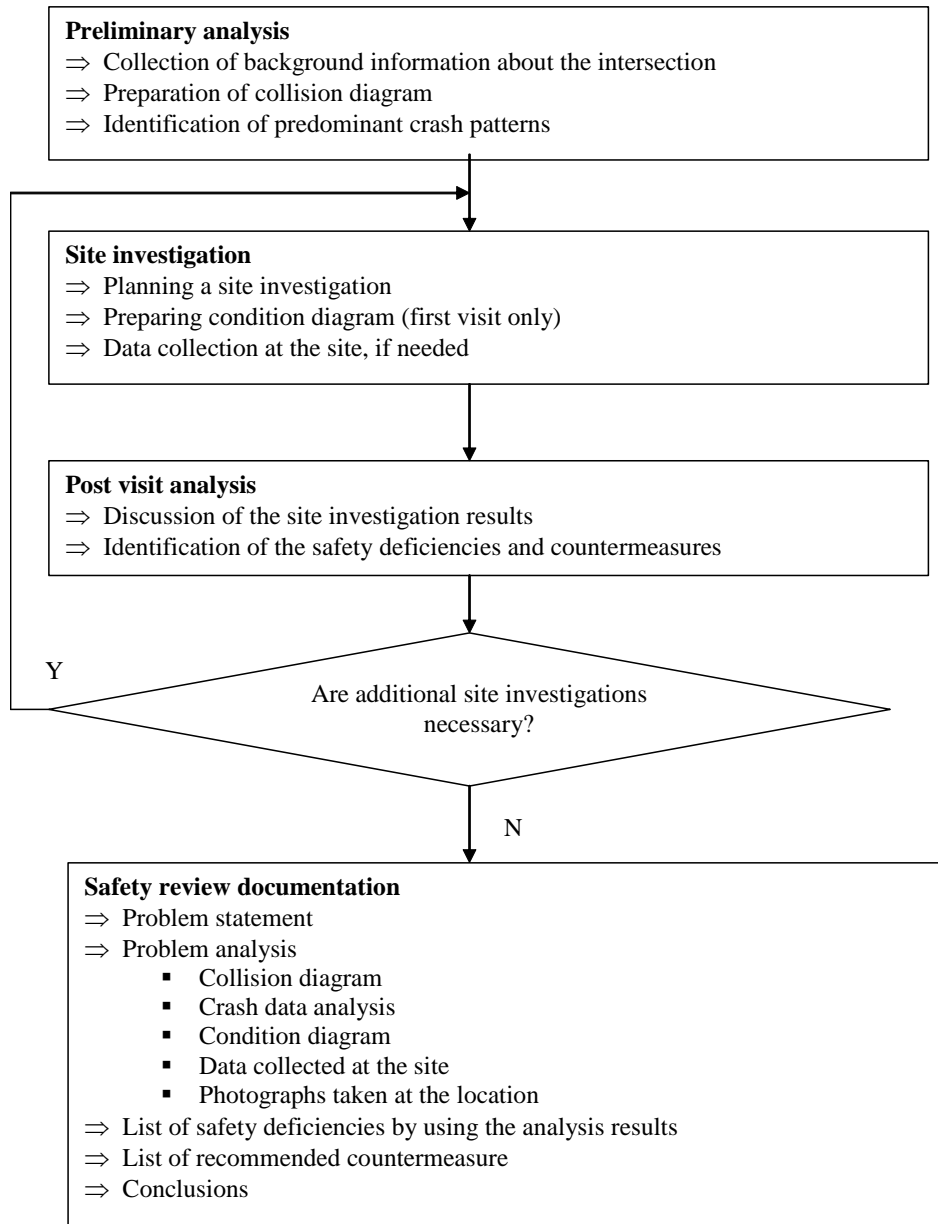 Preliminary analysis
⇒ Collection of background information about the intersection
⇒ Preparation of collision diagram
⇒ Identification of predominant crash patterns
Site investigation
⇒ Planning a site investigation
⇒ Preparing condition diagram (first visit only)
⇒ Data collection at the site, if needed
Post visit analysis
⇒ Discussion of the site investigation results
⇒ Identification of the safety deficiencies and countermeasures
Y
Are additional site investigations
necessary?
N
Safety review documentation
⇒ Problem statement
⇒ Problem analysis
▪ Collision diagram
▪ Crash data analysis
▪ Condition diagram
▪ Data collected at the site
▪ Photographs taken at the location
⇒ List of safety deficiencies by using the analysis results
⇒ List of recommended countermeasure
⇒ Conclusions